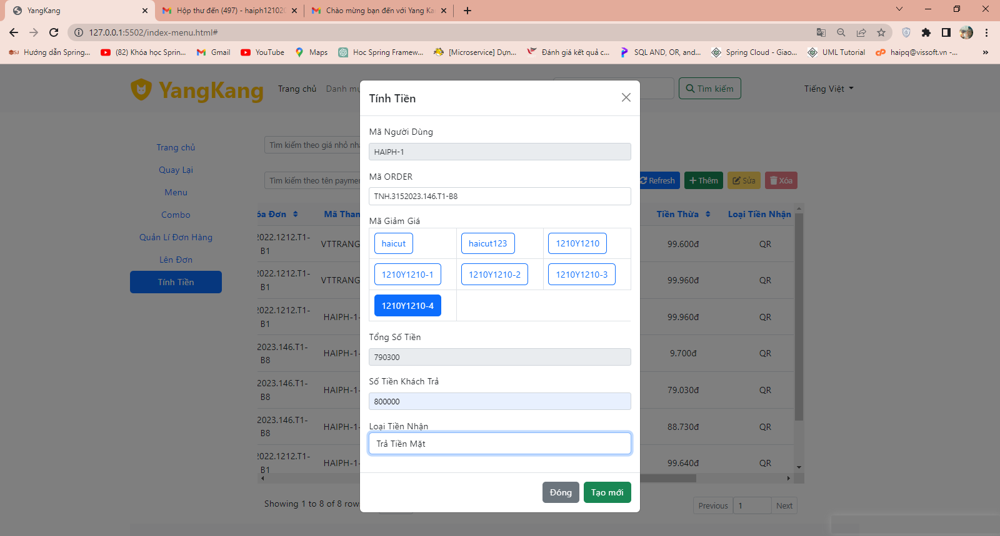 YangKang
Hộp thư đến (497) - haiph12102
Chào mừng bạn đến với Yang Ka
127.0.0.1:5502/index-menu.html#
Hướng dẫn Spring...
(82) Khóa học Sprin...
Gmail
YouTube
Maps
Hoc Spring Framew...
[Microservice] Dựn...
Đánh giá kết quả c...
SQL AND, OR, and...
Spring Cloud - Giao...
UML Tutorial
haipq@vissoft.vn -...
»
YangKang
Trang chủ
Danh mụ
Tìm kiếm
Tiếng Việt
Trang chủ
Quay Lại
Menu
Combo
Quản Lí Đơn Hàng
Lên Đơn
Tính Tiền
Tìm kiếm theo giá nhỏ nhấ
Tìm kiếm theo tên paymen
Refresh
Thêm
Sửa
Xóa
óa Đơn
Mã Than
Tiền Thừa
Loại Tiền Nhận
2022.1212.T1-
B1
VTTRANG
99.600đ
QR
2022.1212.T1-
B1
VTTRANG
99.960đ
QR
2022.1212.T1-
B1
HAIPH-1-
99.960đ
QR
2023.146.T1-
B8
HAIPH-1-
9.700đ
QR
2023.146.T1-
B8
HAIPH-1-
79.030đ
QR
2023.146.T1-
B8
HAIPH-1-
88.730đ
QR
2022.1212.T1-
B1
HAIPH-1-
99.640đ
QR
Showing 1 to 8 of 8 row
Previous
1
Next
Tính Tiền
Mã Người Dùng
HAIPH-1
Mã ORDER
TNH.3152023.146.T1-B8
Mã Giảm Giá
haicut
haicut123
1210Y1210
1210Y1210-1
1210Y1210-2
1210Y1210-3
1210Y1210-4
Tổng Số Tiền
790300
Số Tiền Khách Trả
800000
Loại Tiền Nhận
Trả Tiền Mặt
Đóng
Tạo mới